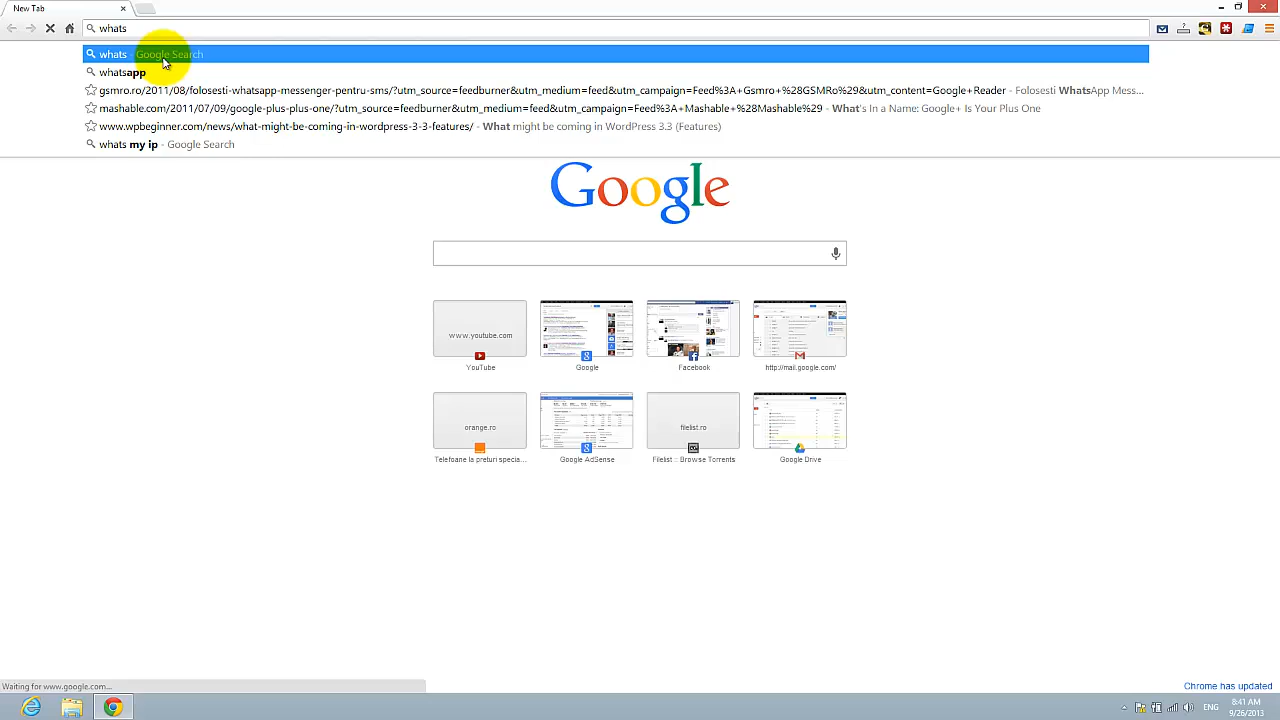 New Tab
whats
whats - Google Search
whatsapp
gsmro.ro/2011/08/folosesti-whatsapp-messenger-pentru-sms/?utm_source=feedburner&utm_medium=feed&utm_campaign=Feed%3A+Gsmro+%28GSMRo%29&utm_content=Google+Reader - Folosesti WhatsApp Mess...
mashable.com/2011/07/09/google-plus-plus-one/?utm_source=feedburner&utm_medium=feed&utm_campaign=Feed%3A+Mashable+%28Mashable%29 - What's In a Name: Google+ Is Your Plus One
www.wpbeginner.com/news/what-might-be-coming-in-wordpress-3-3-features/ - What might be coming in WordPress 3.3 (Features)
whats my ip - Google Search
Google
www.youtube.co
YouTube
Google
Facebook
http://mail.google.com/
orange.ro
filelist.ro
Telefoane la preturi specia...
Google AdSense
Filelist :: Browse Torrents
Google Drive
Waiting for www.google.com...
Chrome has updated
ENG
8:41 AM
9/26/2013